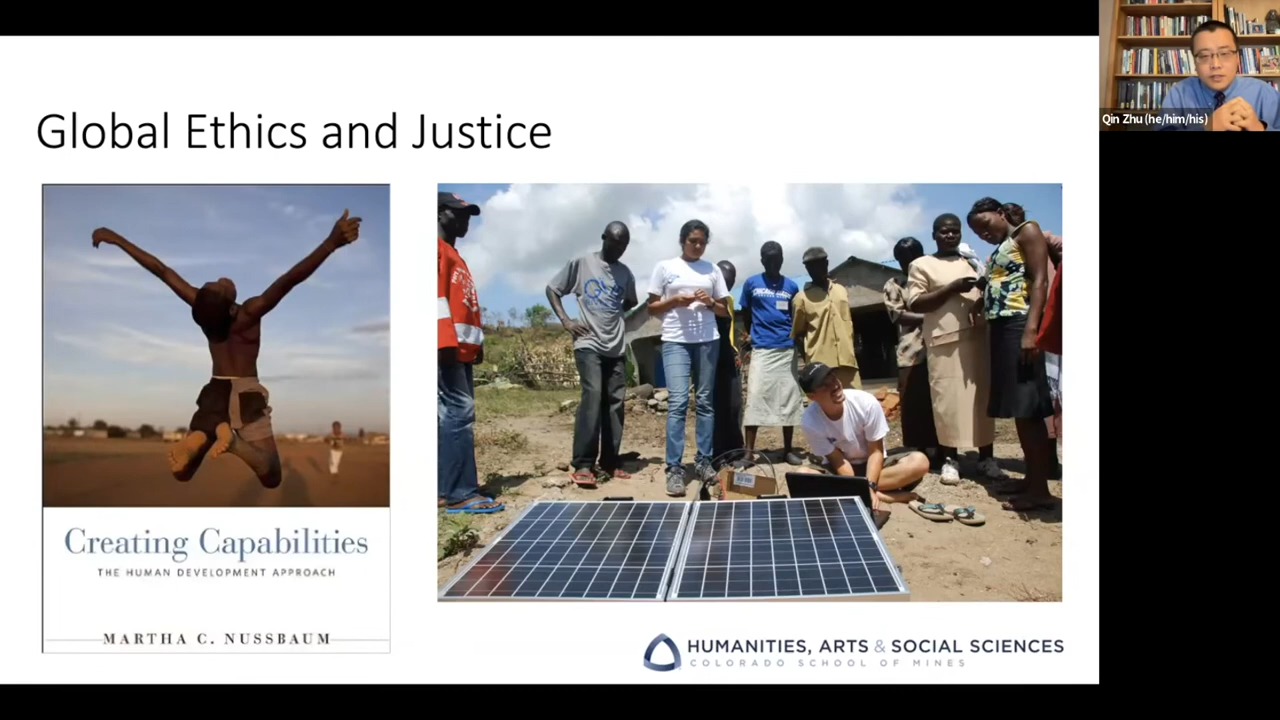 Global Ethics and Justice
Creating Capabilities
THE HUMAN DEVELOPMENT APPROACH
MARTHA C. NUSSBAUM
HUMANITIES, ARTS & SOCIAL SCIENCES
COLORADO SCHOOL OF MINES
Qin Zhu (he/him/his)